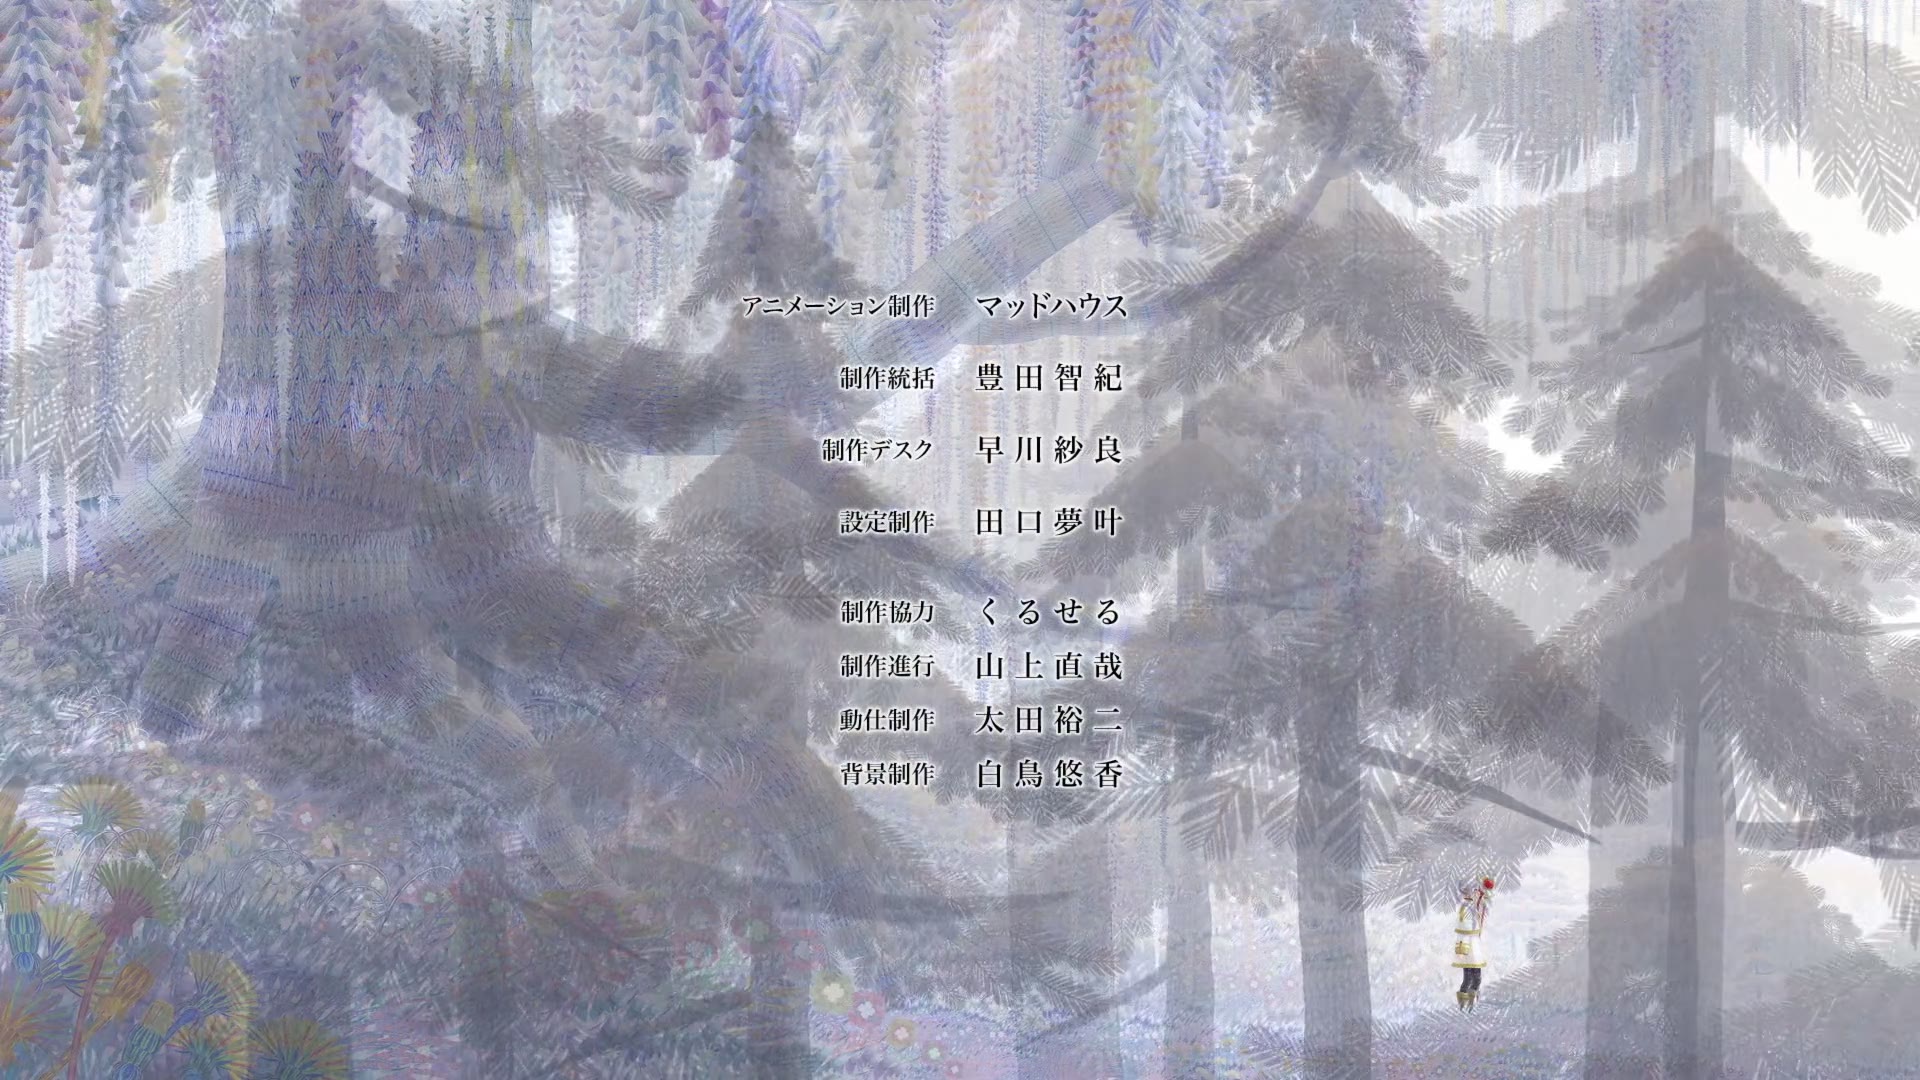 アニメーション制作 マッドハウス
制作統括 豊田智紀
制作デスク 早川紗良
設定制作 田口夢叶
制作協力 くるせる
制作進行 山上直哉
動仕制作 太田裕二
背景制作 白鳥悠香